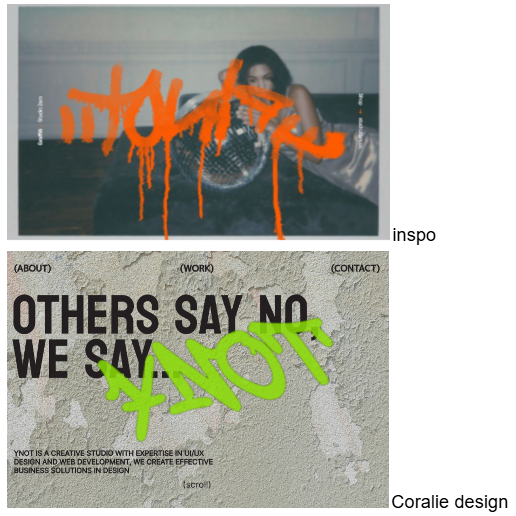 inspo
(ABOUT) (WORK) (CONTACT)
OTHERS SAY NO,
WE SAY...
YNOT
YNOT IS A CREATIVE STUDIO WITH EXPERTISE IN UI/UX
DESIGN AND WEB DEVELOPMENT, WE CREATE EFFECTIVE
BUSINESS SOLUTIONS IN DESIGN
(scroll)
Coralie design